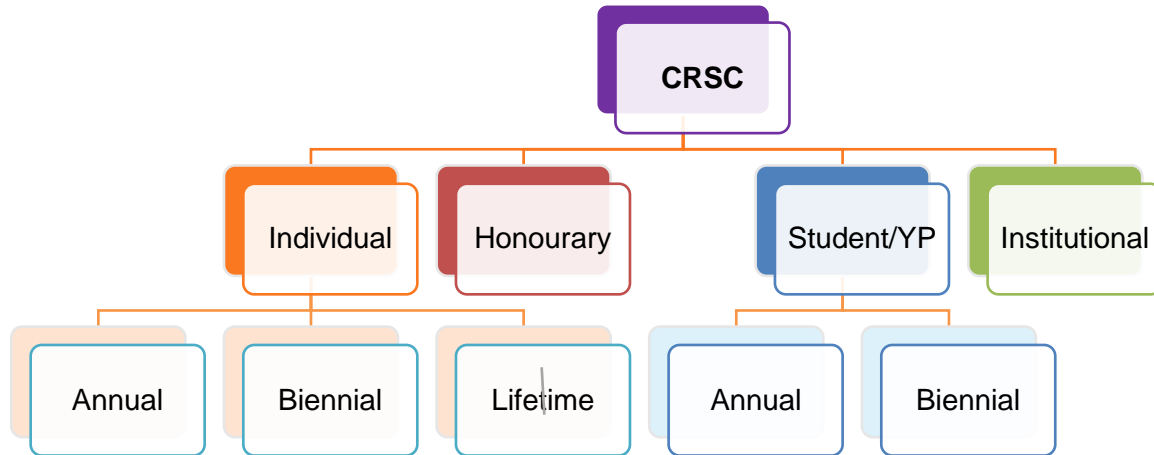 CRSC
Individual
Honourary
Student/YP
Institutional
Annual
Biennial
Lifetime
Annual
Biennial